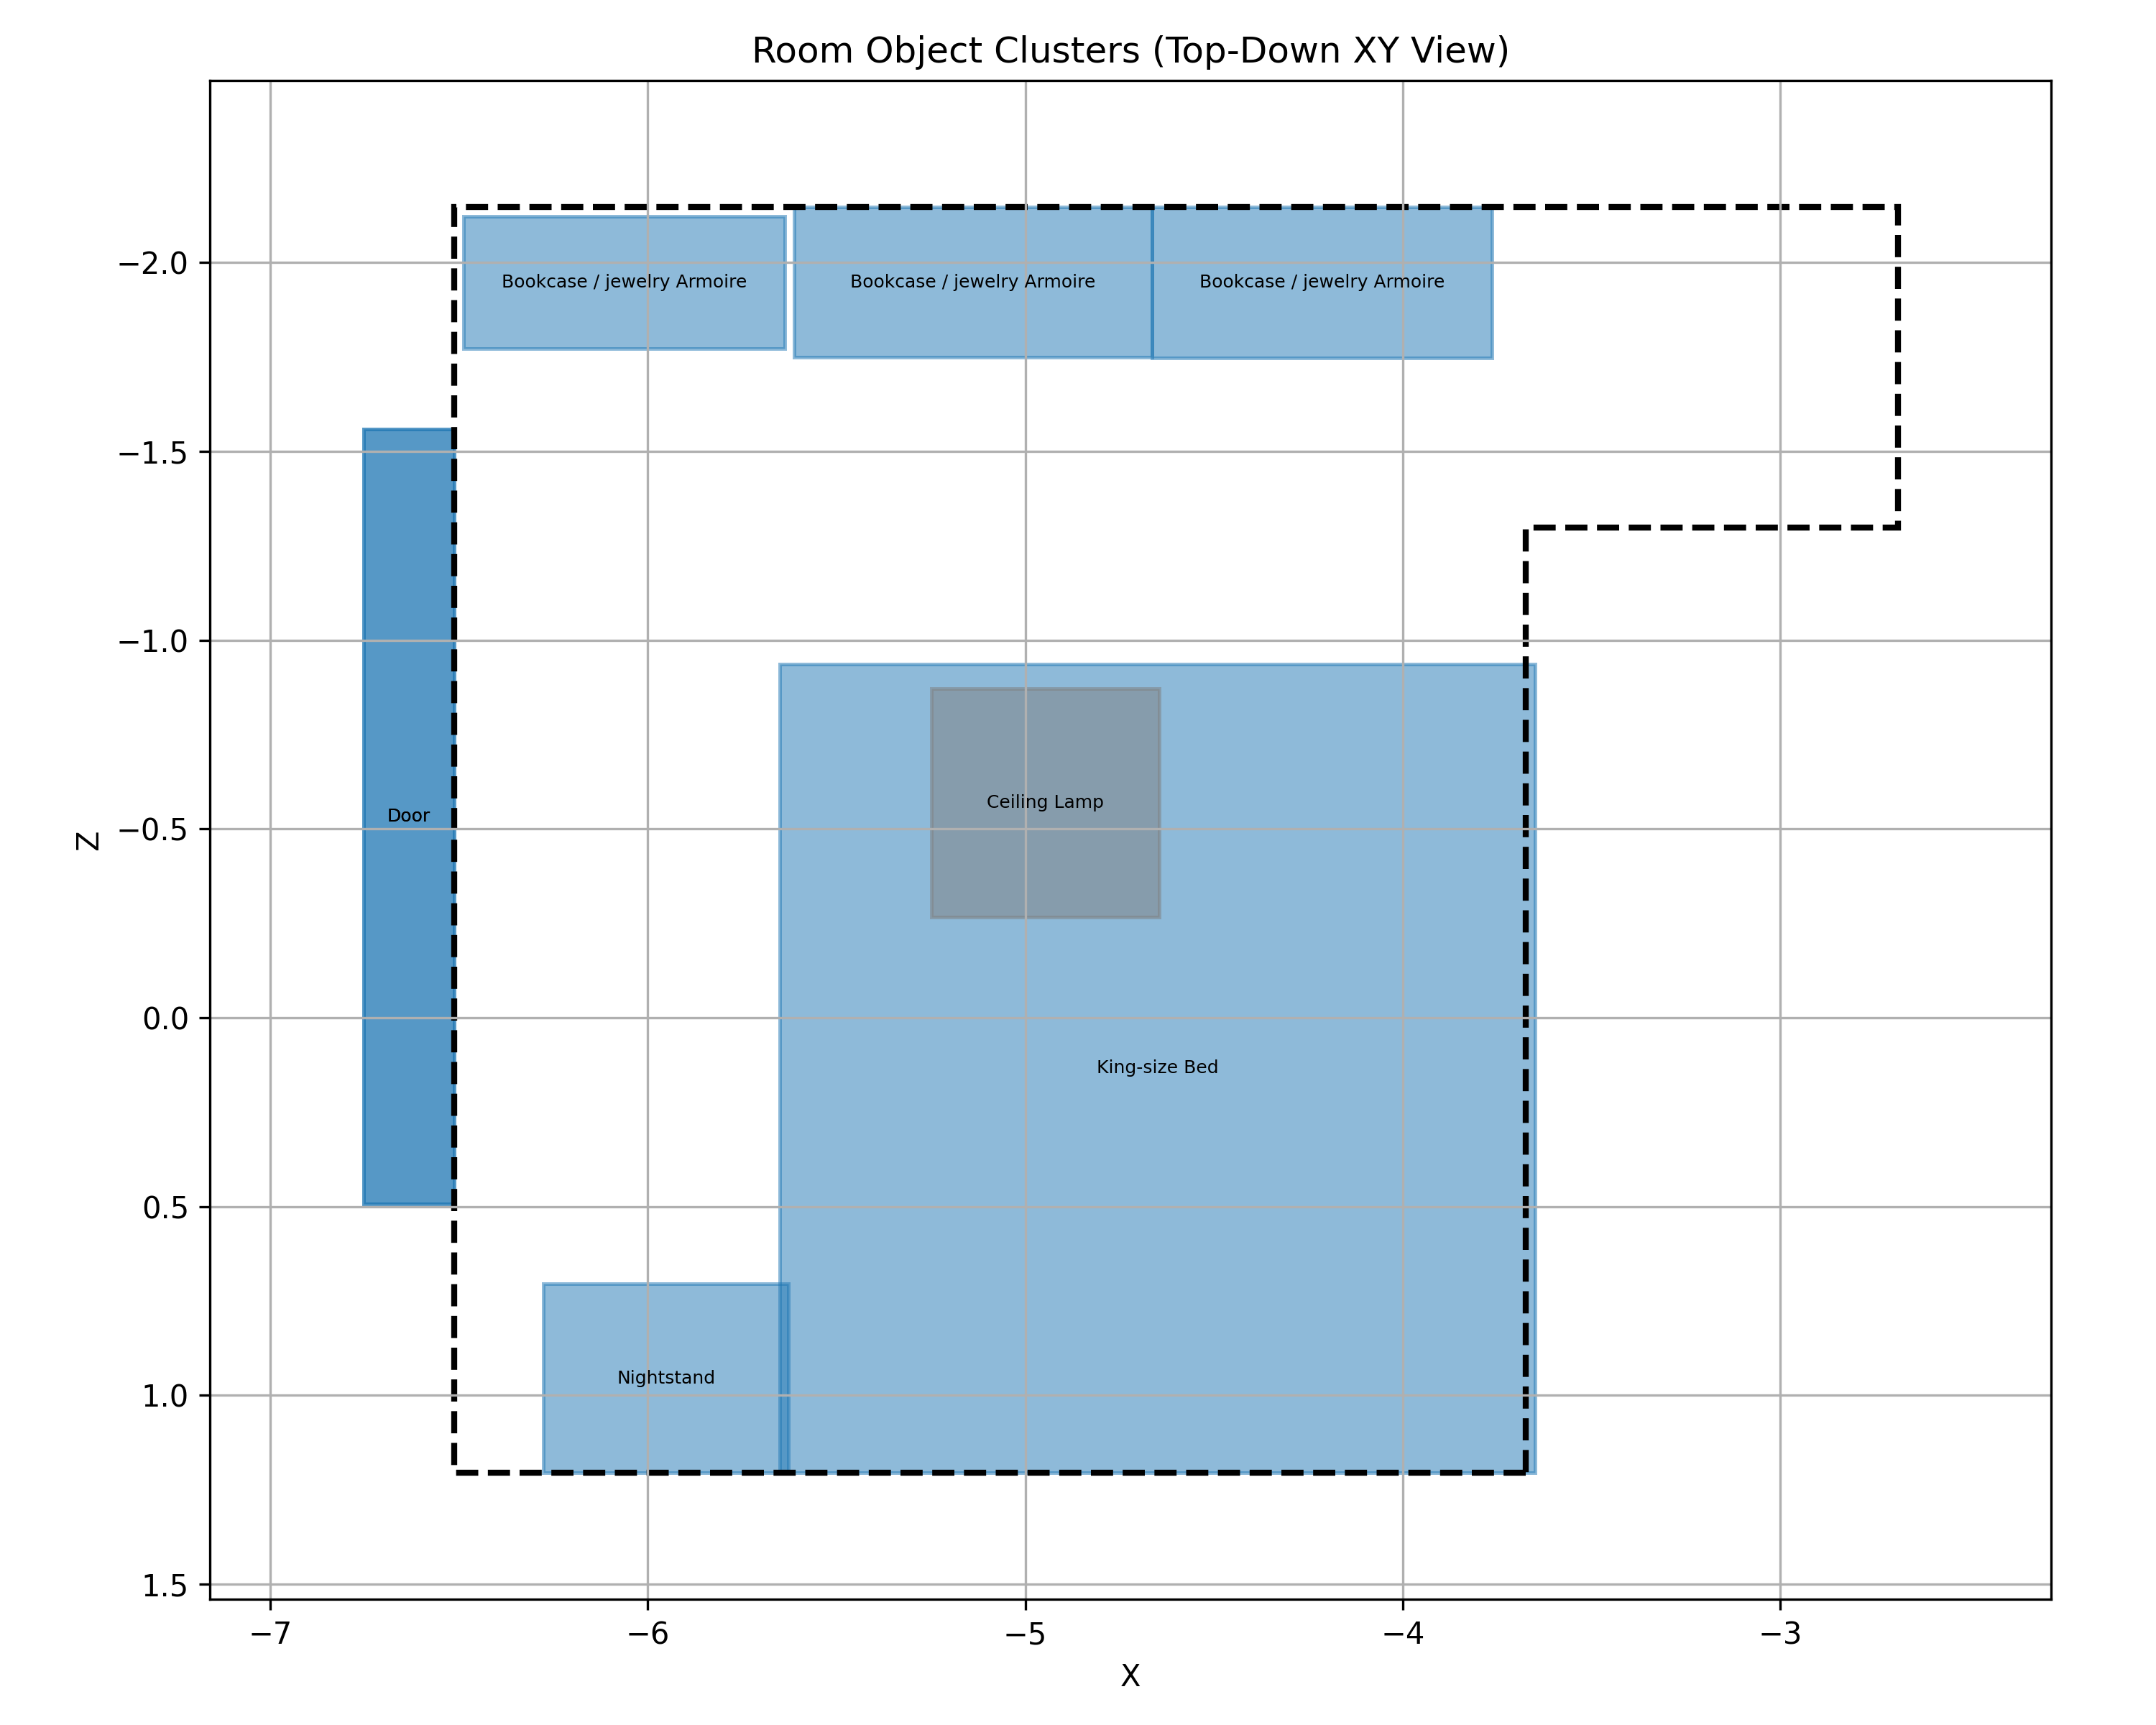 Room Object Clusters (Top-Down XY View)
Bookcase / jewelry Armoire
Bookcase / jewelry Armoire
Bookcase / jewelry Armoire
Ceiling Lamp
Door
King-size Bed
Nightstand
Z
−2.0
−1.5
−1.0
−0.5
0.0
0.5
1.0
1.5
−7
−6
−5
−4
−3
X